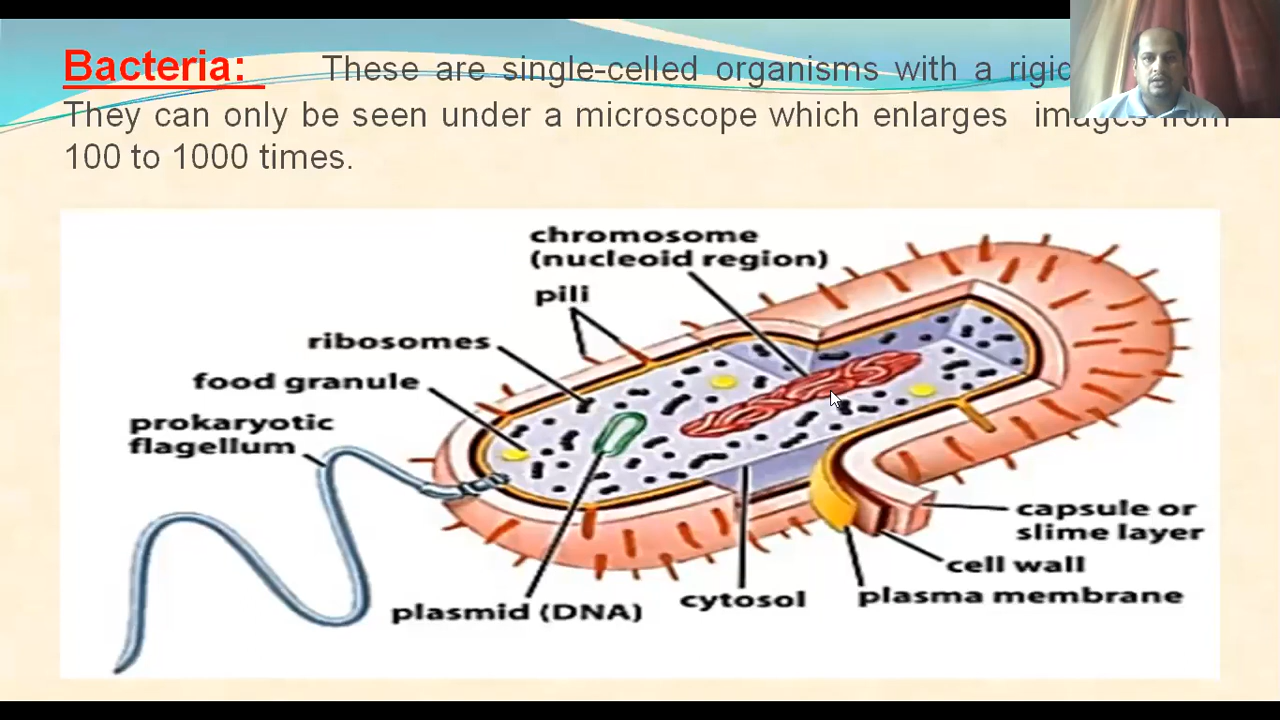 Bacteria: These are single-celled organisms with a
They can only be seen under a microscope which enlarges images from
100 to 1000 times.
chromosome
(nucleoid region)
pili
ribosomes
food granule
prokaryotic
flagellum
capsule or
slime layer
cell wall
plasma membrane
cytosol
plasmid (DNA)